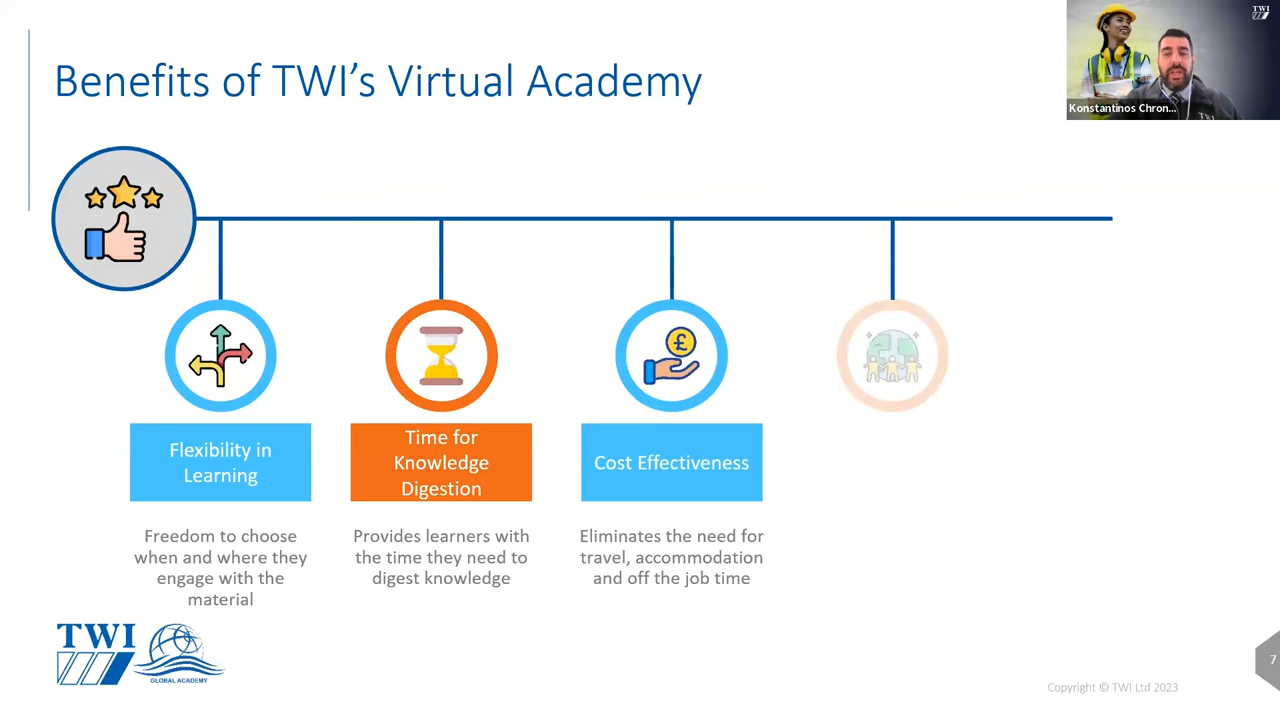 Benefits of TWI's Virtual Academy
TWI
Konstantinos Chron...
TWI
£
Flexibility in
Learning
Time for
Knowledge
Digestion
Cost Effectiveness
Freedom to choose
when and where they
engage with the
material
Provides learners with
the time they need to
digest knowledge
Eliminates the need for
travel, accommodation
and off the job time
TWI
GLOBAL ACADEMY
7
Copyright © TWI Ltd 2023